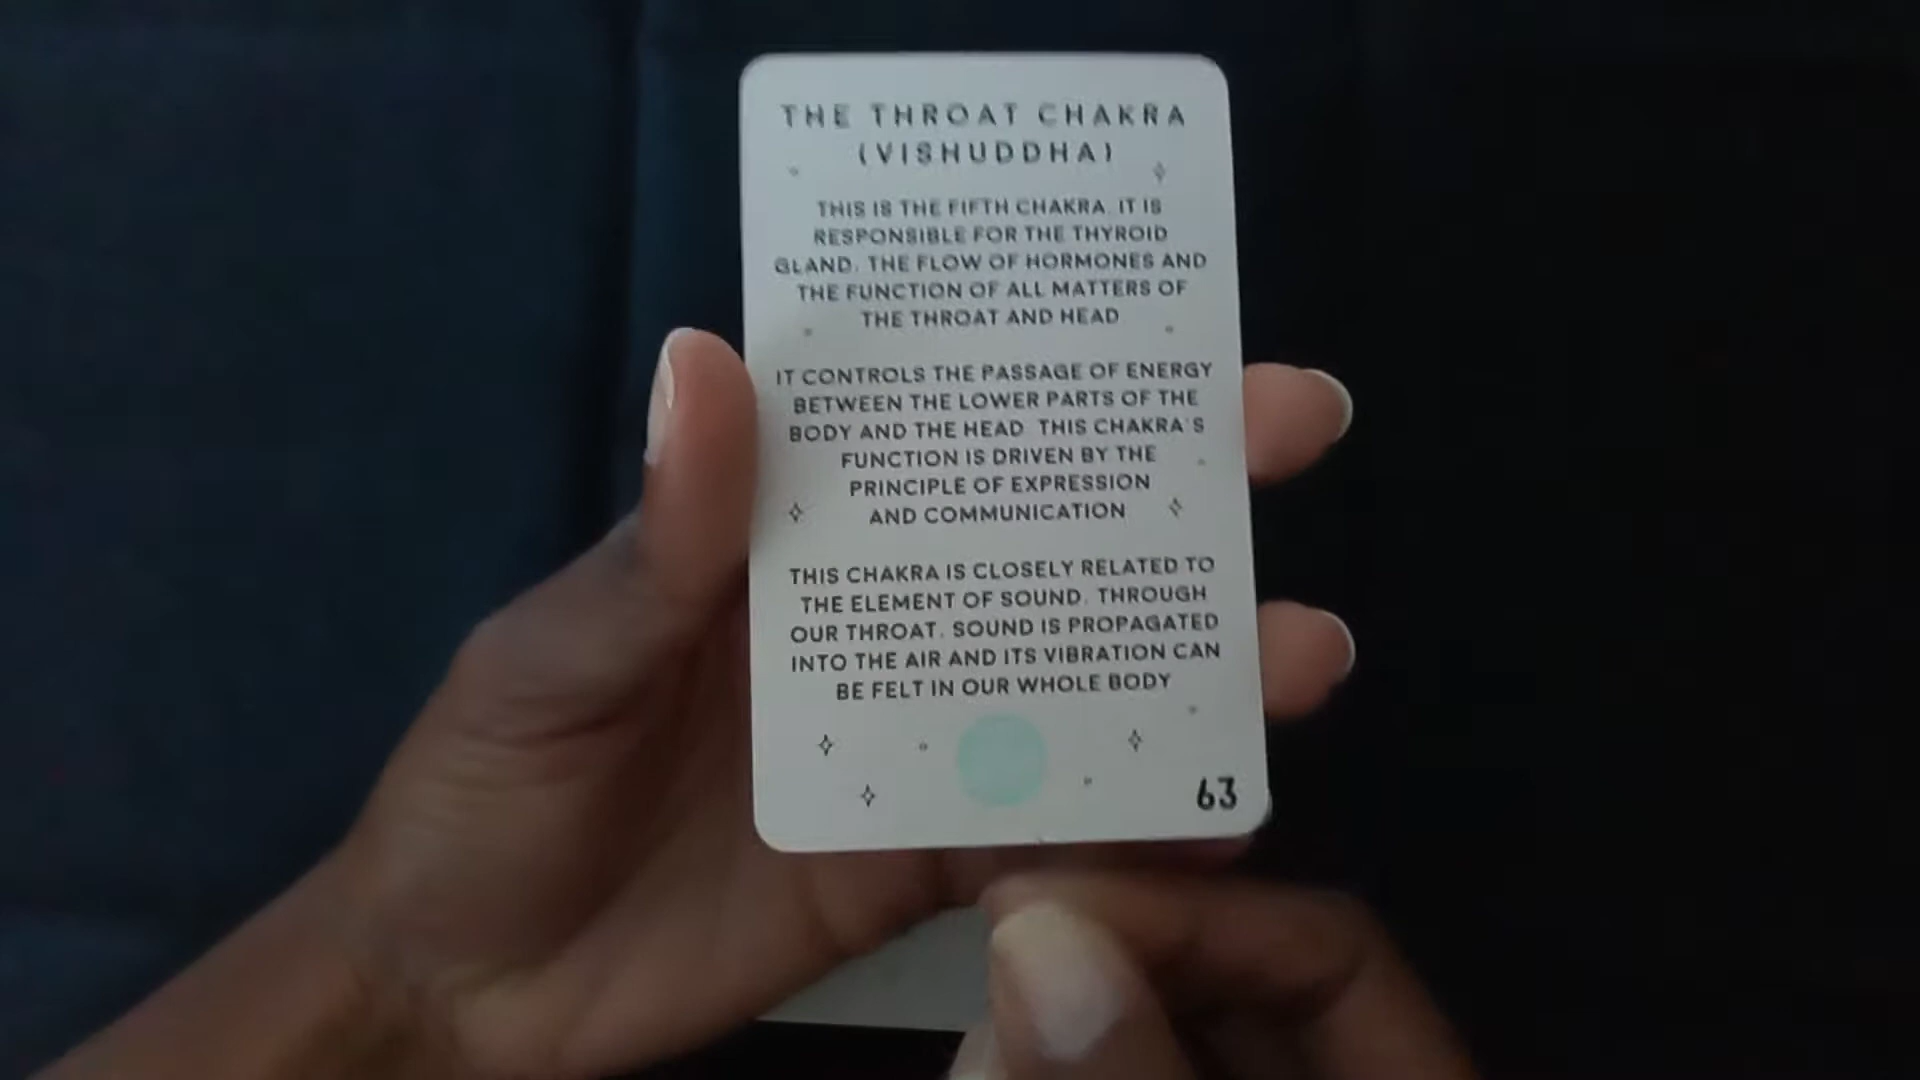 THE THROAT CHAKRA
(VISHUDDHA)
THIS IS THE FIFTH CHAKRA. IT IS
RESPONSIBLE FOR THE THYROID
GLAND, THE FLOW OF HORMONES AND
THE FUNCTION OF ALL MATTERS OF
THE THROAT AND HEAD
IT CONTROLS THE PASSAGE OF ENERGY
BETWEEN THE LOWER PARTS OF THE
BODY AND THE HEAD. THIS CHAKRA'S
FUNCTION IS DRIVEN BY THE
PRINCIPLE OF EXPRESSION
AND COMMUNICATION
THIS CHAKRA IS CLOSELY RELATED TO
THE ELEMENT OF SOUND. THROUGH
OUR THROAT, SOUND IS PROPAGATED
INTO THE AIR AND ITS VIBRATION CAN
BE FELT IN OUR WHOLE BODY
63